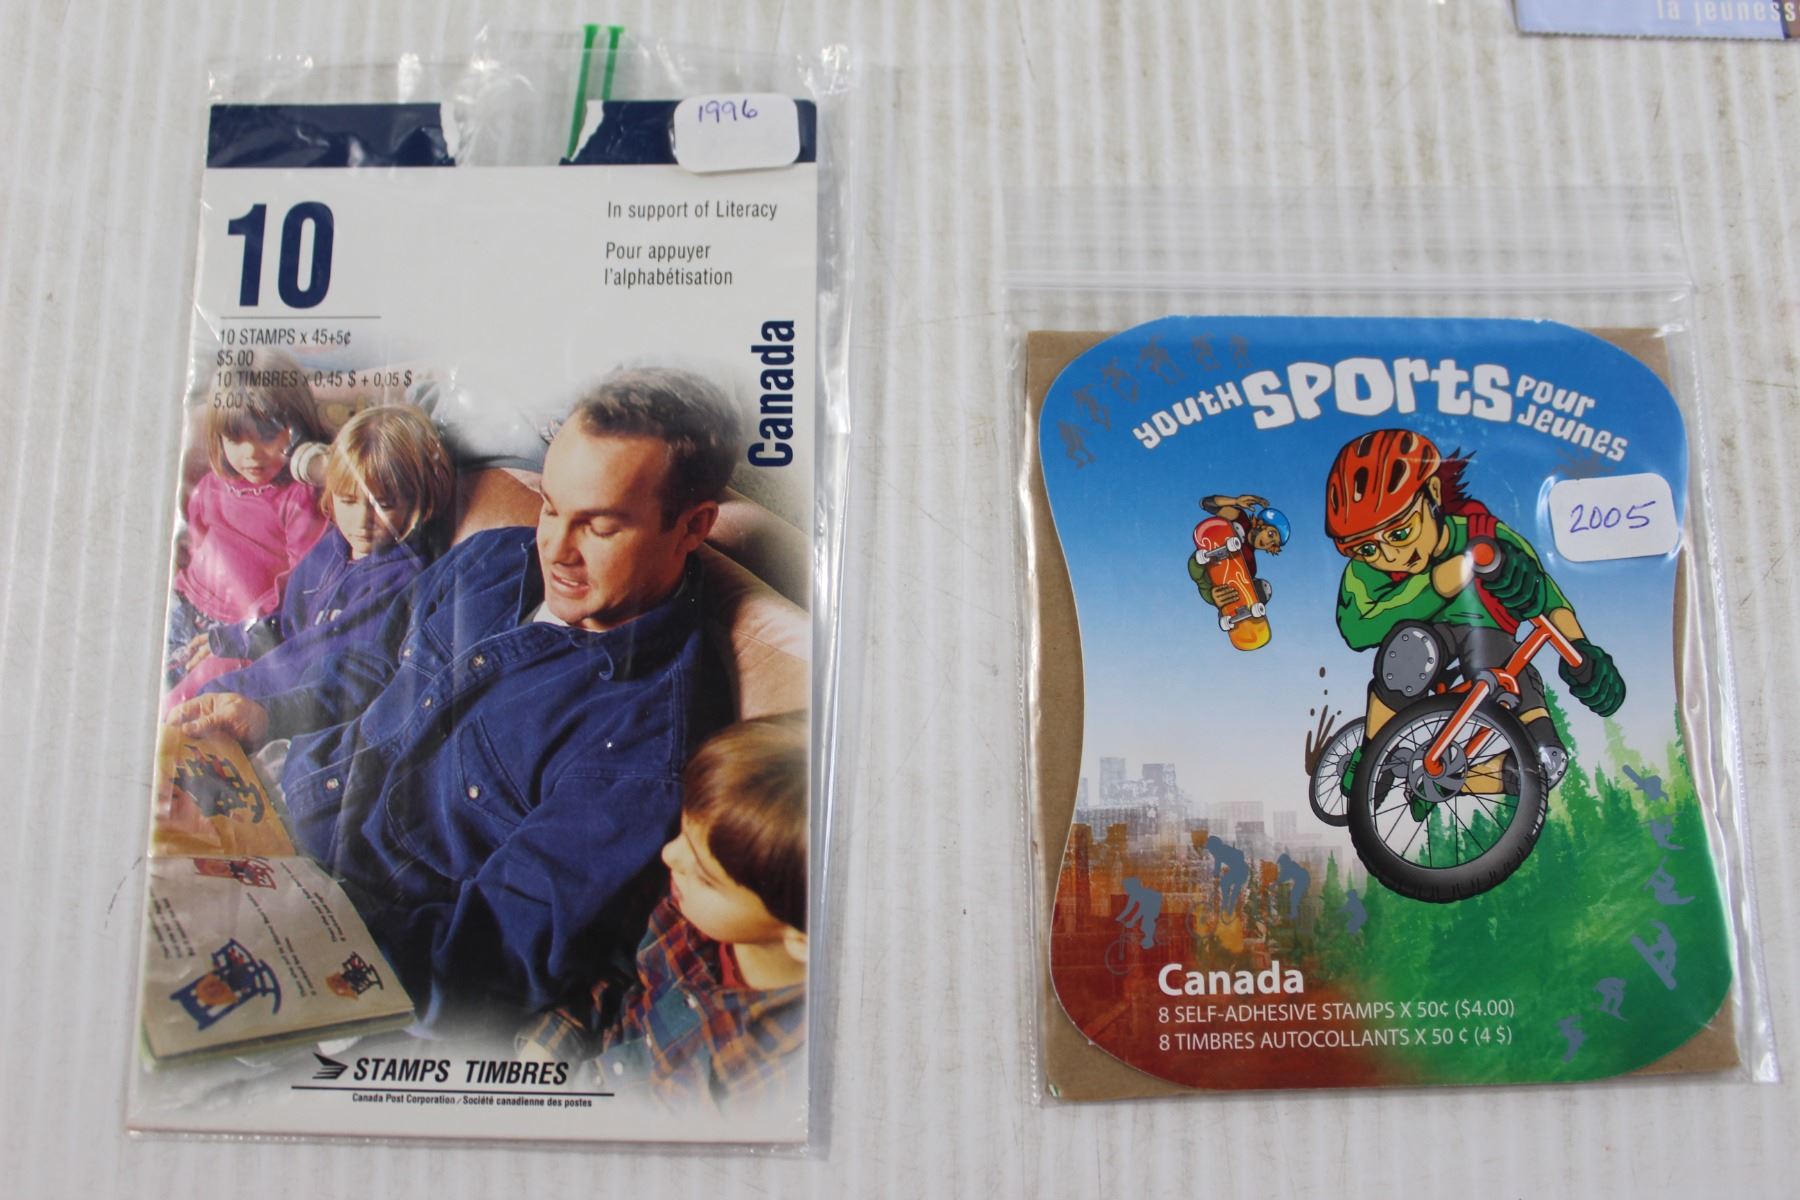 1996
10
In support of Literacy
Pour appuyer
l'alphabétisation
10 STAMPS x 45+5¢
$5.00
10 TIMBRES x 0,45 $ + 0,05 $
5,00 $
Canada
STAMPS TIMBRES
Canada Post Corporation / Société canadienne des postes
la jeunesse
youth SPORTS pour
jeunes
2005
Canada
8 SELF-ADHESIVE STAMPS X 50¢ ($4.00)
8 TIMBRES AUTOCOLLANTS X 50 ¢ (4 $)